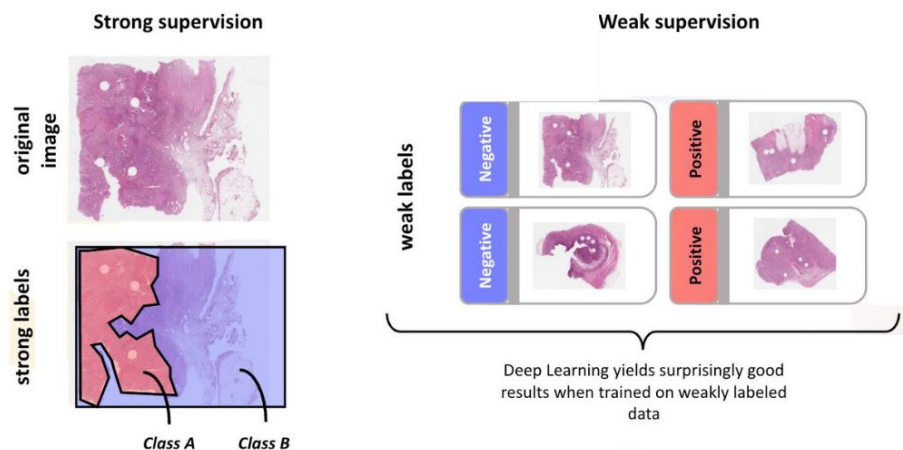 Strong supervision
original
image
strong labels
Class A
Class B
Weak supervision
weak labels
Negative
Positive
Negative
Positive
Deep Learning yields surprisingly good
results when trained on weakly labeled
data